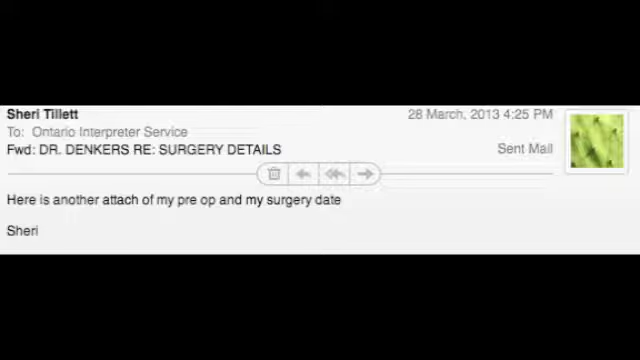 Sheri Tillett
28 March, 2013 4:25 PM
To: Ontario Interpreter Service
Fwd: DR. DENKERS RE: SURGERY DETAILS
Sent Mail
Here is another attach of my pre op and my surgery date
Sheri